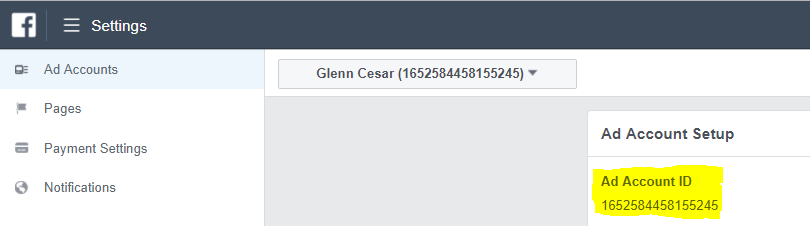 f
Settings
Ad Accounts
Pages
Payment Settings
Notifications
Glenn Cesar (1652584458155245)
Ad Account Setup
Ad Account ID
1652584458155245